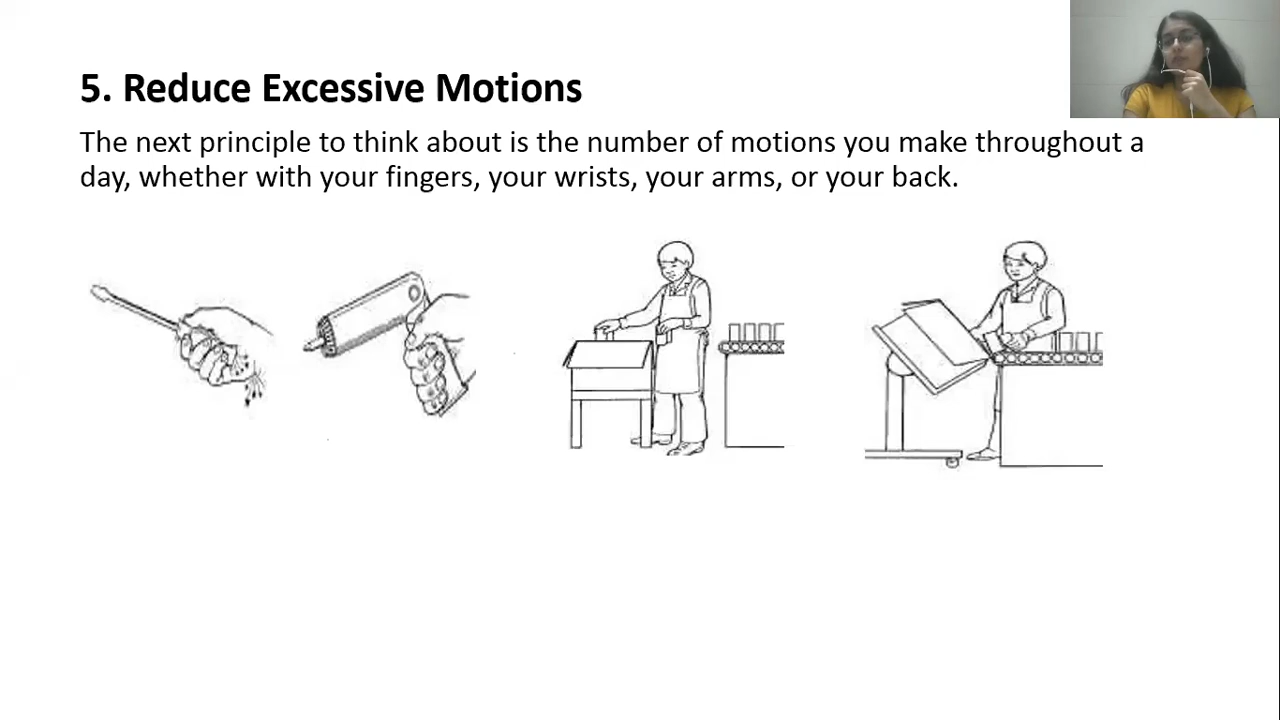 5. Reduce Excessive Motions
The next principle to think about is the number of motions you make throughout a
day, whether with your fingers, your wrists, your arms, or your back.